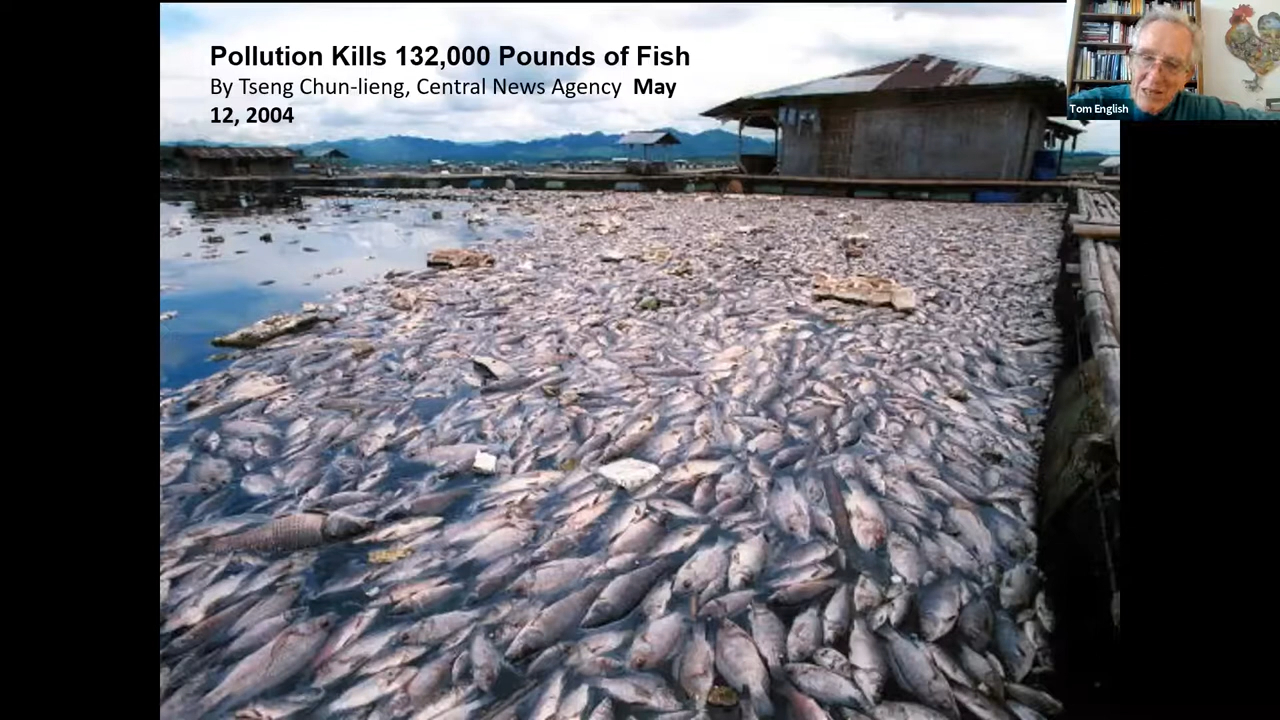 Pollution Kills 132,000 Pounds of Fish
By Tseng Chun-lieng, Central News Agency May
12, 2004
Tom English